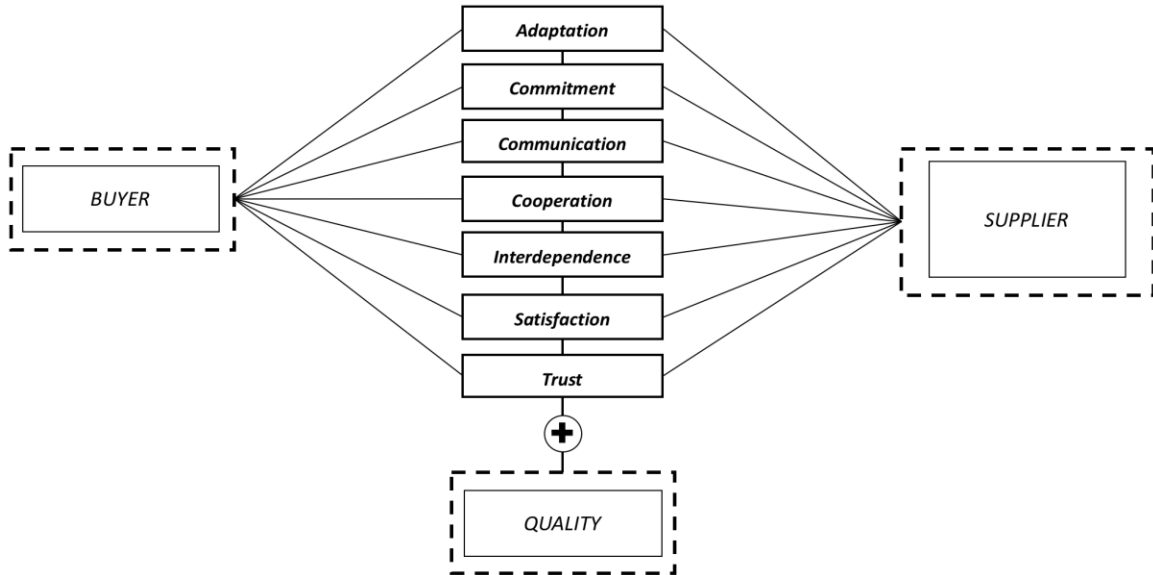 Adaptation
Commitment
Communication
BUYER
Cooperation
SUPPLIER
Interdependence
Satisfaction
Trust
QUALITY